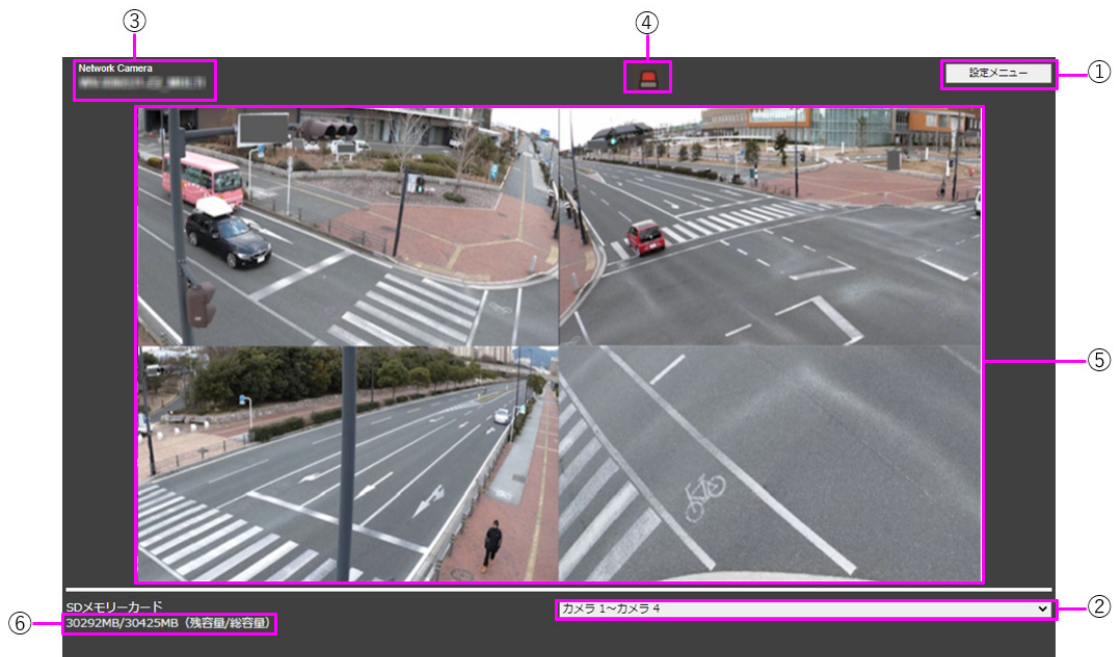 ③
④
Network Camera
設定メニュー
①
⑤
SDメモリーカード
カメラ 1～カメラ 4
②
⑥
30292MB/30425MB（残容量/総容量）